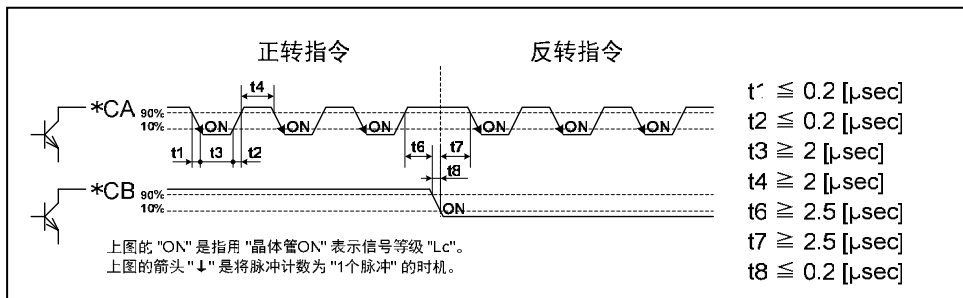 正转指令
反转指令
t4
*CA 90%
10%
ON
ON
ON
ON
ON
ON
t1
t3
t2
t6
t7
t8
*CB 90%
10%
ON
上图的 "ON" 是指用 "晶体管ON" 表示信号等级 "Lc"。
上图的箭头 "↓" 是将脉冲计数为 "1个脉冲" 的时机。
t1 ≦ 0.2 [μsec]
t2 ≦ 0.2 [μsec]
t3 ≧ 2 [μsec]
t4 ≧ 2 [μsec]
t6 ≧ 2.5 [μsec]
t7 ≧ 2.5 [μsec]
t8 ≦ 0.2 [μsec]